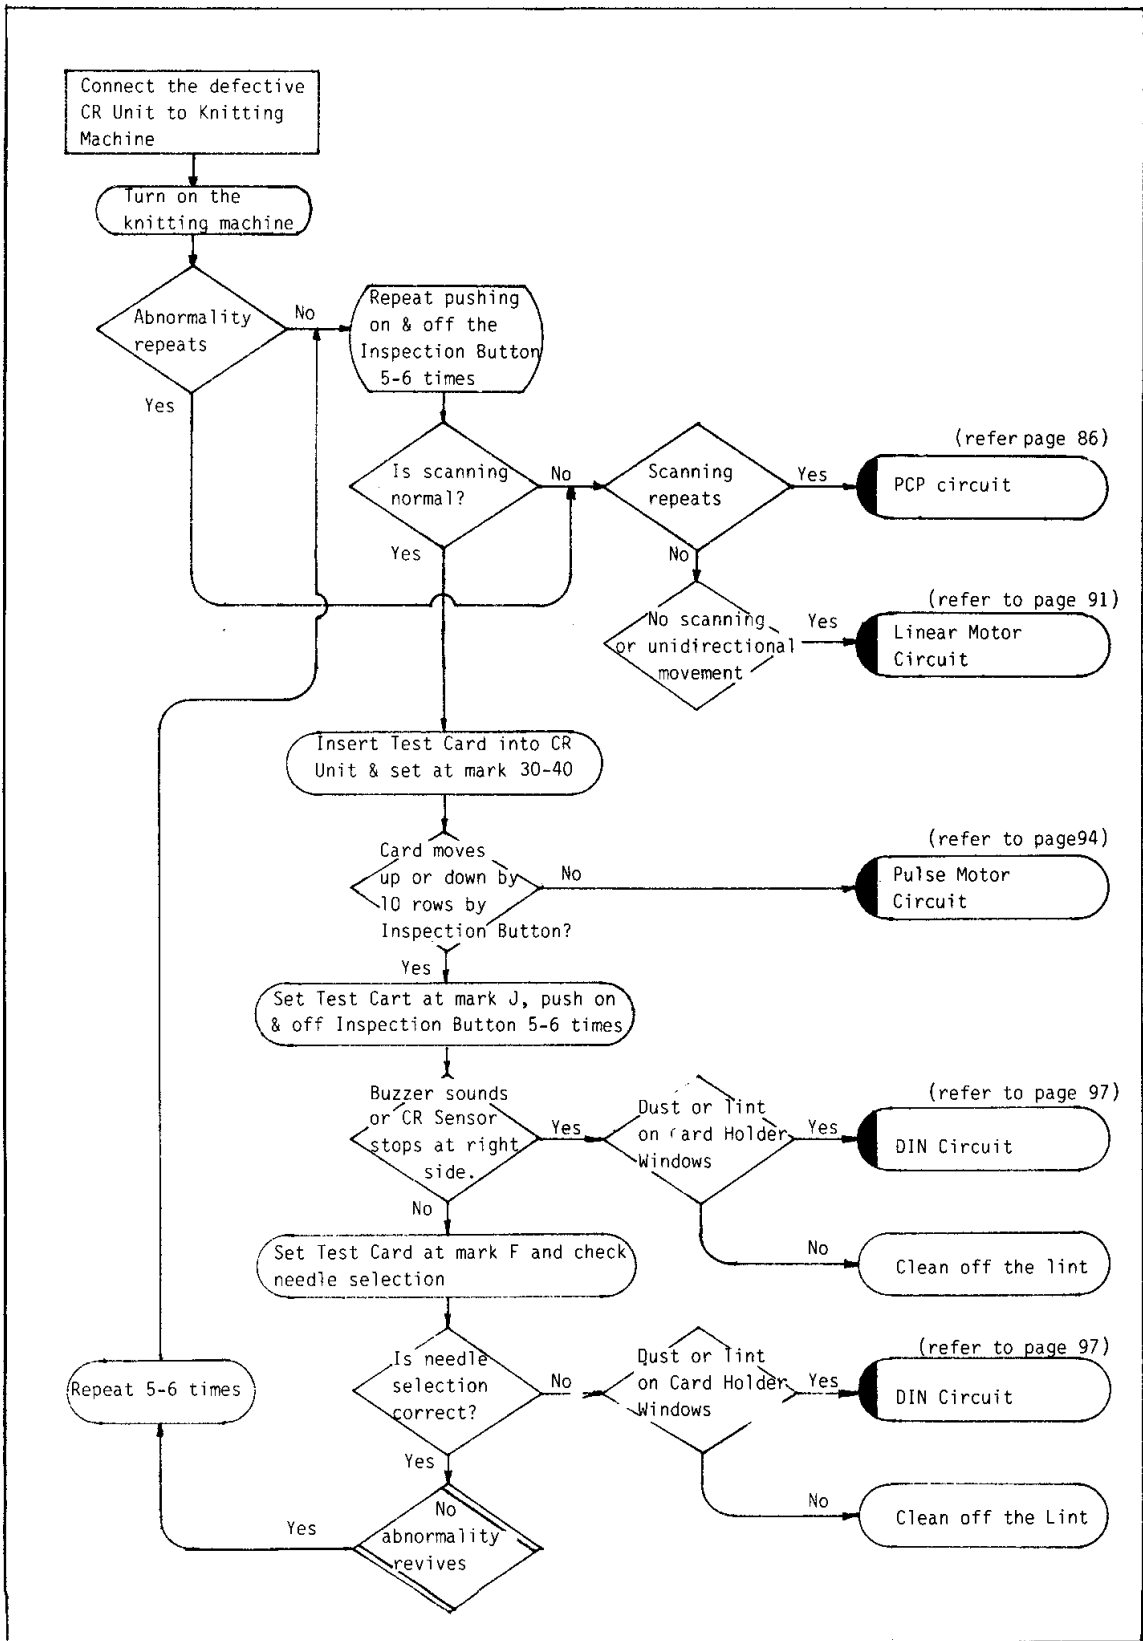 Connect the defective
CR Unit to Knitting
Machine
Turn on the
knitting machine
Abnormality
repeats
No
Yes
Repeat pushing
on & off the
Inspection Button
5-6 times
Is scanning
normal?
No
Yes
Scanning
repeats
Yes
No
(refer page 86)
PCP circuit
No scanning
or unidirectional
movement
Yes
(refer to page 91)
Linear Motor
Circuit
Insert Test Card into CR
Unit & set at mark 30-40
Card moves
up or down by
10 rows by
Inspection Button?
No
Yes
(refer to page94)
Pulse Motor
Circuit
Set Test Cart at mark J, push on
& off Inspection Button 5-6 times
Buzzer sounds
or CR Sensor
stops at right
side.
Yes
No
Dust or lint
on Card Holder
Windows
Yes
(refer to page 97)
DIN Circuit
No
Clean off the lint
Set Test Card at mark F and check
needle selection
Is needle
selection
correct?
No
Yes
Dust or lint
on Card Holder
Windows
Yes
(refer to page 97)
DIN Circuit
No
Clean off the Lint
No
abnormality
revives
Yes
Repeat 5-6 times